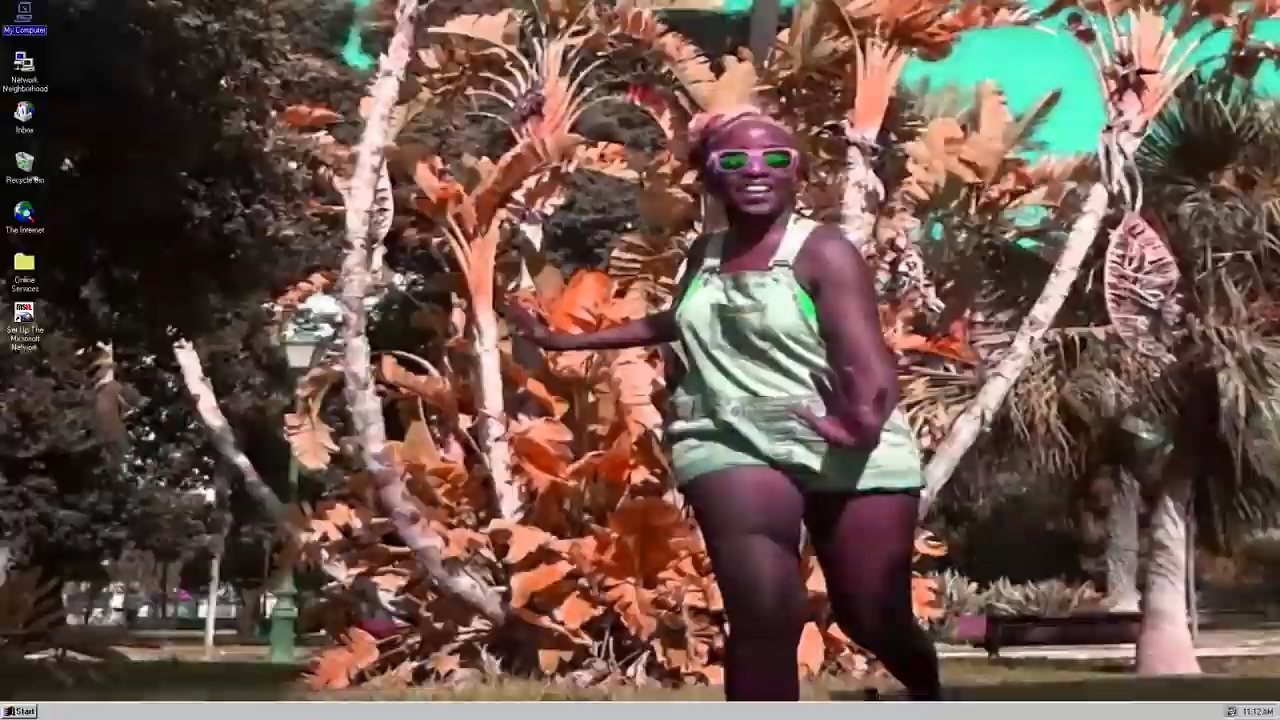 My Computer
Network
Neighborhood
Inbox
Recycle Bin
The Internet
Online
Services
msn
Set Up The
Microsoft
Network
Start
11:12 AM